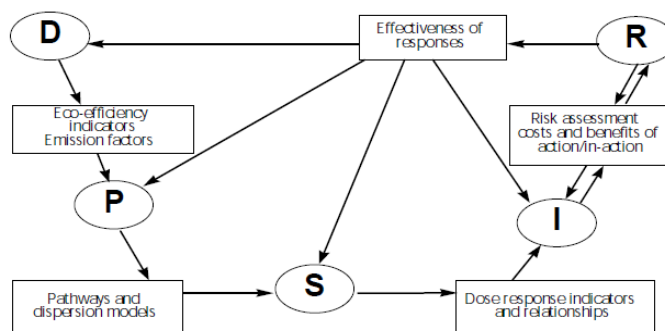 D
Effectiveness of
responses
R
Eco-efficiency
indicators
Emission factors
Risk assessment
costs and benefits of
action/in-action
P
I
S
Pathways and
dispersion models
Dose response indicators
and relationships